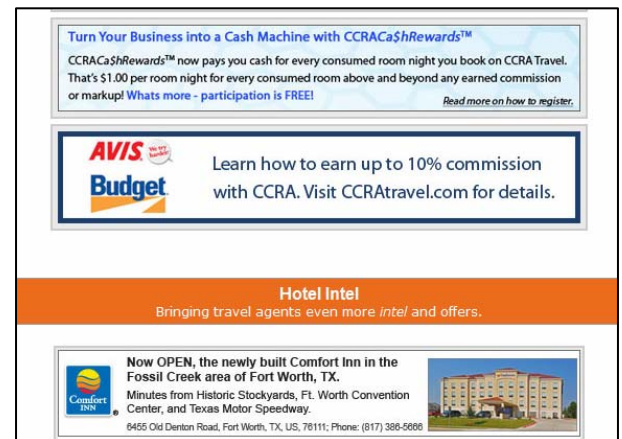 Turn Your Business into a Cash Machine with CCRACa$hRewards™
CCRACa$hRewards™ now pays you cash for every consumed room night you book on CCRA Travel.
That's $1.00 per room night for every consumed room above and beyond any earned commission
or markup! Whats more - participation is FREE!
Read more on how to register.
AVIS We try harder.
Budget
Learn how to earn up to 10% commission
with CCRA. Visit CCRAtravel.com for details.
Hotel Intel
Bringing travel agents even more intel and offers.
Comfort
INN
Now OPEN, the newly built Comfort Inn in the
Fossil Creek area of Fort Worth, TX.
Minutes from Historic Stockyards, Ft. Worth Convention
Center, and Texas Motor Speedway.
6455 Old Denton Road, Fort Worth, TX, US, 76111; Phone: (817) 386-5666